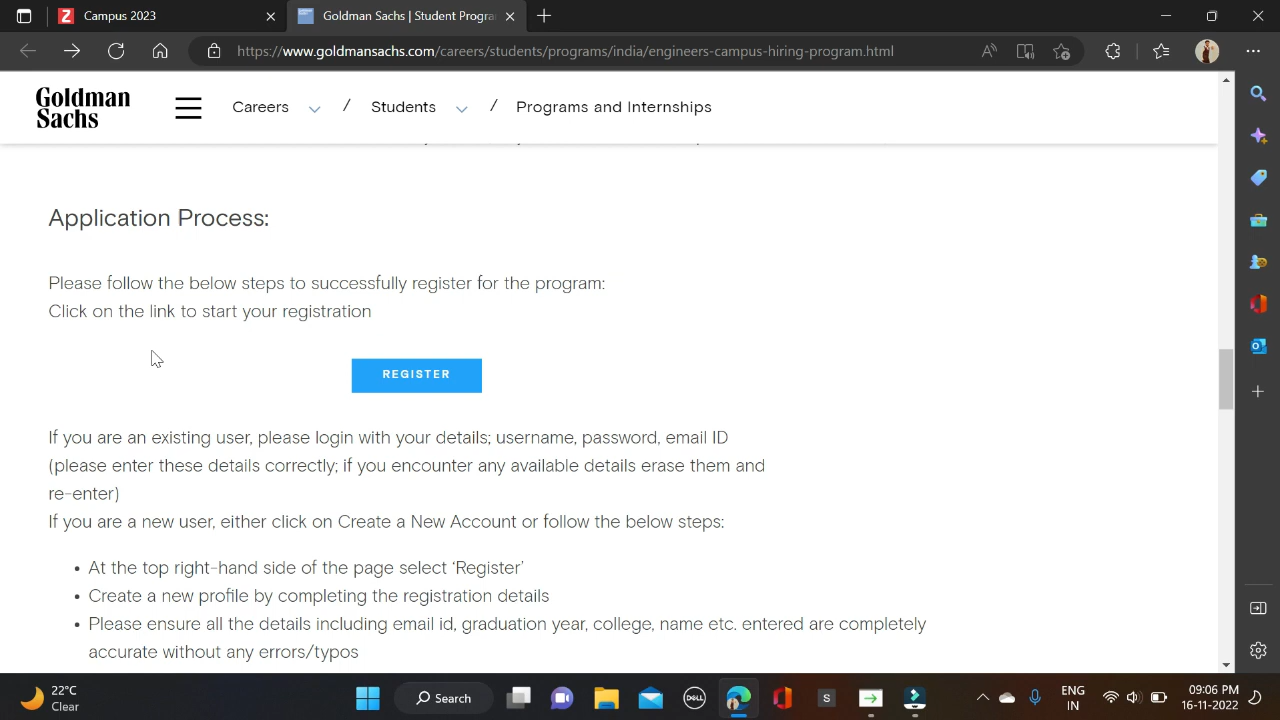 Campus 2023
Goldman Sachs | Student Progra
https://www.goldmansachs.com/careers/students/programs/india/engineers-campus-hiring-program.html
Goldman
Sachs
Careers / Students / Programs and Internships
Application Process:
Please follow the below steps to successfully register for the program:
Click on the link to start your registration
REGISTER
If you are an existing user, please login with your details; username, password, email ID
(please enter these details correctly; if you encounter any available details erase them and
re-enter)
If you are a new user, either click on Create a New Account or follow the below steps:
• At the top right-hand side of the page select ‘Register’
• Create a new profile by completing the registration details
• Please ensure all the details including email id, graduation year, college, name etc. entered are completely
accurate without any errors/typos
22°C
Clear
Search
DELL
S
ENG
IN
09:06 PM
16-11-2022